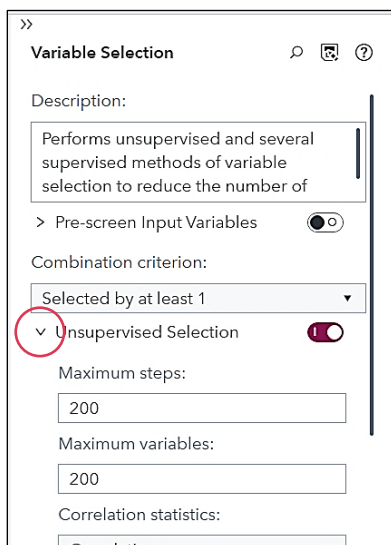 Variable Selection
Description:
Performs unsupervised and several
supervised methods of variable
selection to reduce the number of
Pre-screen Input Variables
Combination criterion:
Selected by at least 1
Unsupervised Selection
Maximum steps:
200
Maximum variables:
200
Correlation statistics: